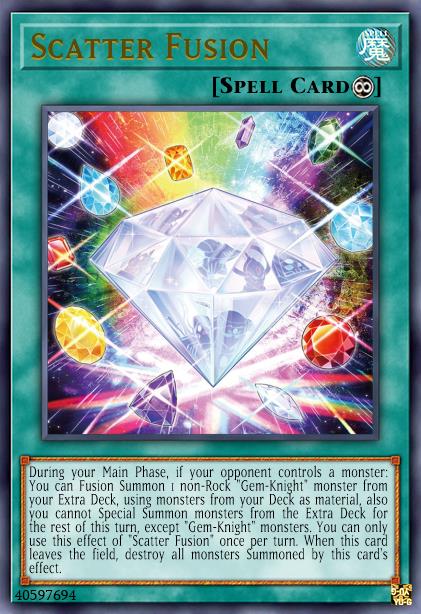 Scatter Fusion
SPELL
魔
[Spell Card]
During your Main Phase, if your opponent controls a monster:
You can Fusion Summon 1 non-Rock "Gem-Knight" monster from
your Extra Deck, using monsters from your Deck as material, also
you cannot Special Summon monsters from the Extra Deck for
the rest of this turn, except "Gem-Knight" monsters. You can only
use this effect of "Scatter Fusion" once per turn. When this card
leaves the field, destroy all monsters Summoned by this card's
effect.
40597694